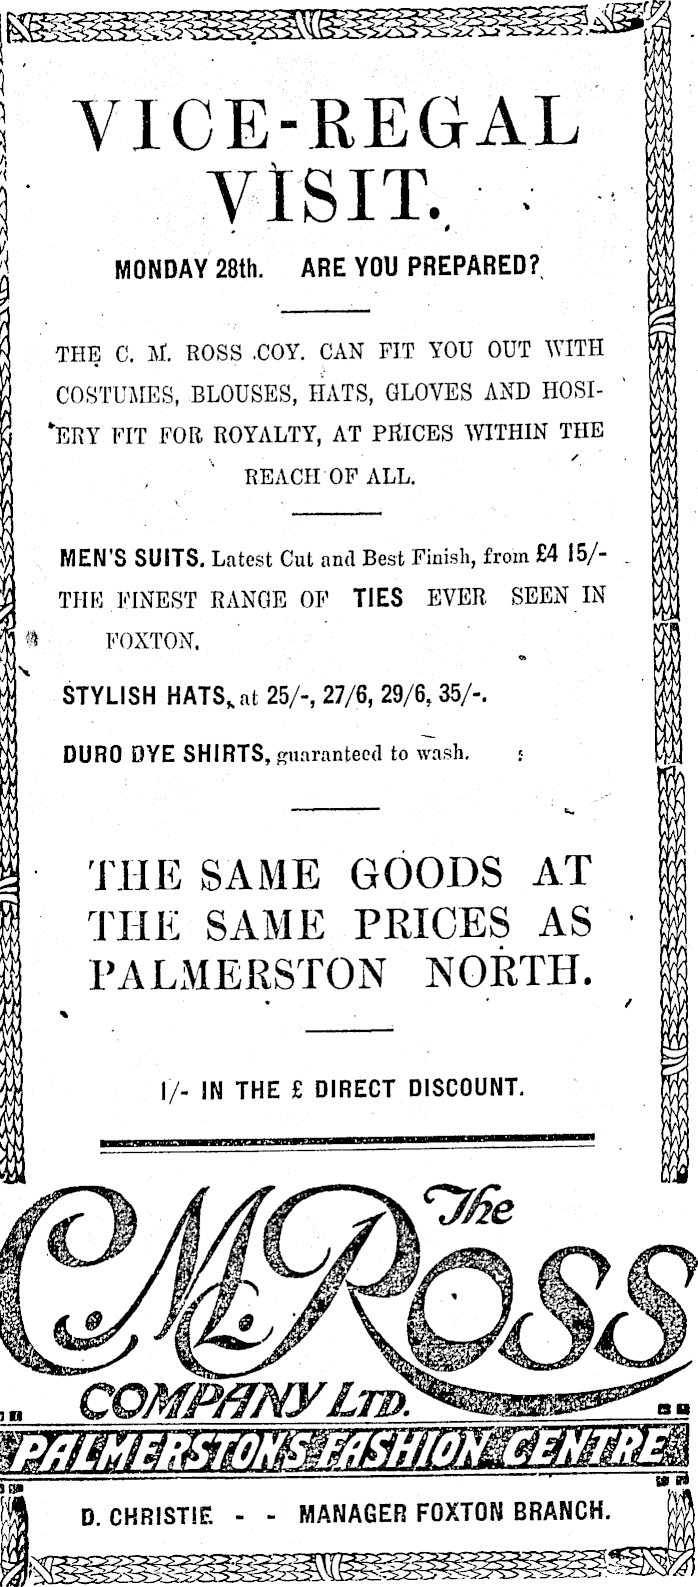 VICE-REGAL
VISIT.
MONDAY 28th. ARE YOU PREPARED?
THE C. M. ROSS COY. CAN FIT YOU OUT WITH
COSTUMES, BLOUSES, HATS, GLOVES AND HOSI-
ERY FIT FOR ROYALTY, AT PRICES WITHIN THE
REACH OF ALL.
MEN'S SUITS. Latest Cut and Best Finish, from £4 15/-
THE FINEST RANGE OF TIES EVER SEEN IN
FOXTON.
STYLISH HATS, at 25/-, 27/6, 29/6, 35/-.
DURO DYE SHIRTS, guaranteed to wash.
THE SAME GOODS AT
THE SAME PRICES AS
PALMERSTON NORTH.
1/- IN THE £ DIRECT DISCOUNT.
The
C M Ross
COMPANY LTD.
PALMERSTONS FASHION CENTRE
D. CHRISTIE - - MANAGER FOXTON BRANCH.